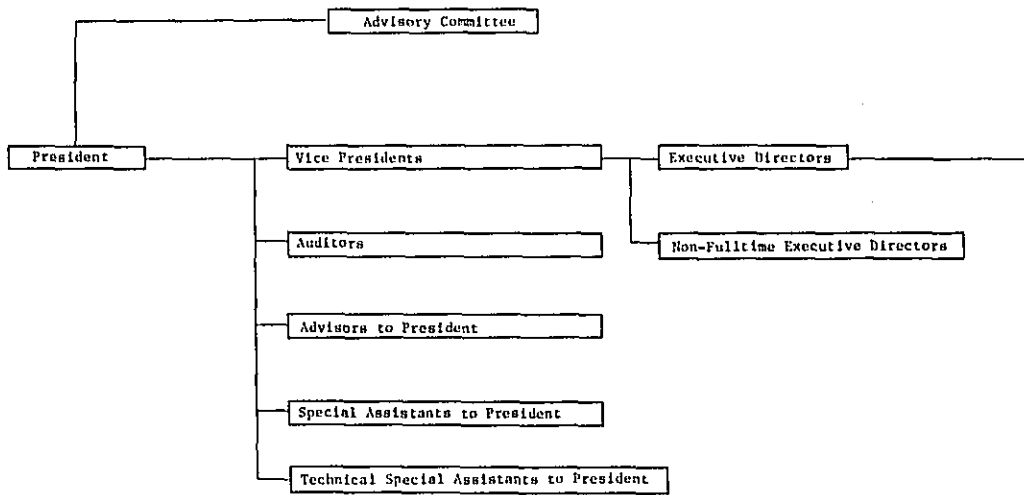 Advisory Committee
President
Vice Presidents
Executive Directors
Auditors
Non-Fulltime Executive Directors
Advisors to President
Special Assistants to President
Technical Special Assistants to President